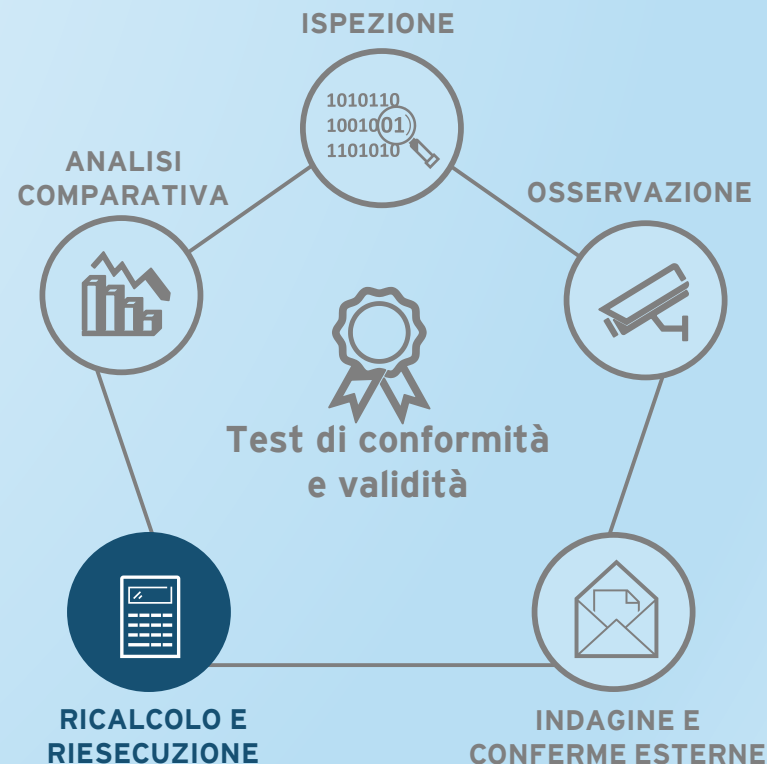 ISPEZIONE
1010110
1001001
1101010
ANALISI
COMPARATIVA
OSSERVAZIONE
Test di conformità
e validità
RICALCOLO E
RIESECUZIONE
INDAGINE E
CONFERME ESTERNE